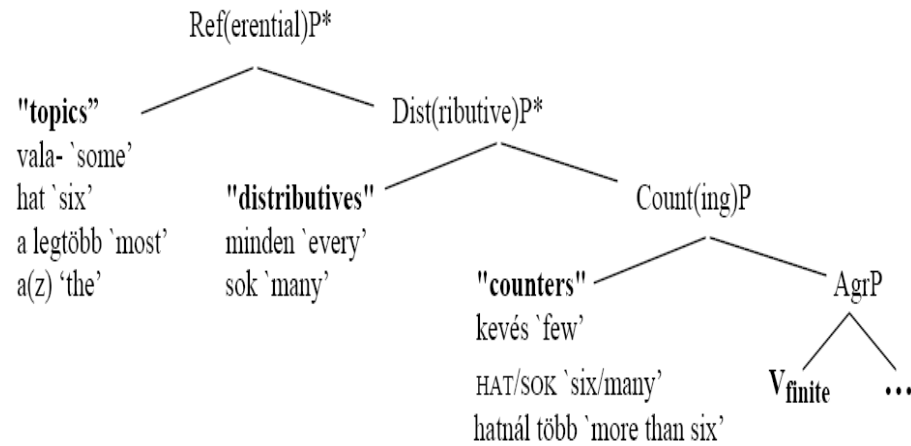 Ref(erential)P*
"topics”
vala- `some’
hat `six’
a legtöbb `most’
a(z) ‘the’
Dist(ributive)P*
"distributives"
minden `every’
sok `many’
Count(ing)P
"counters"
kevés `few’
HAT/SOK `six/many’
hatnál több `more than six’
AgrP
Vfinite
...